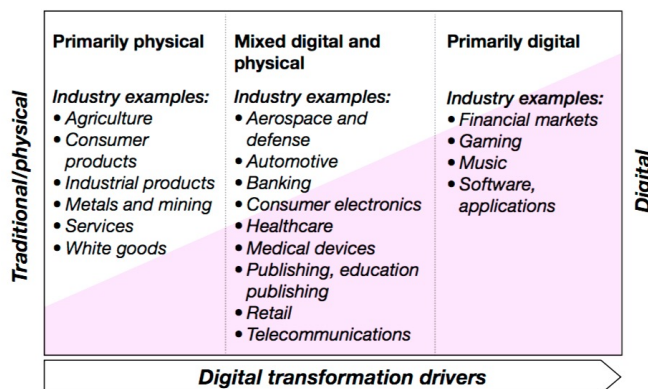 Traditional/physical
Primarily physical
Industry examples:
• Agriculture
• Consumer
products
• Industrial products
• Metals and mining
• Services
• White goods
Mixed digital and
physical
Industry examples:
• Aerospace and
defense
• Automotive
• Banking
• Consumer electronics
• Healthcare
• Medical devices
• Publishing, education
publishing
• Retail
• Telecommunications
Primarily digital
Industry examples:
• Financial markets
• Gaming
• Music
• Software,
applications
Digital
Digital transformation drivers